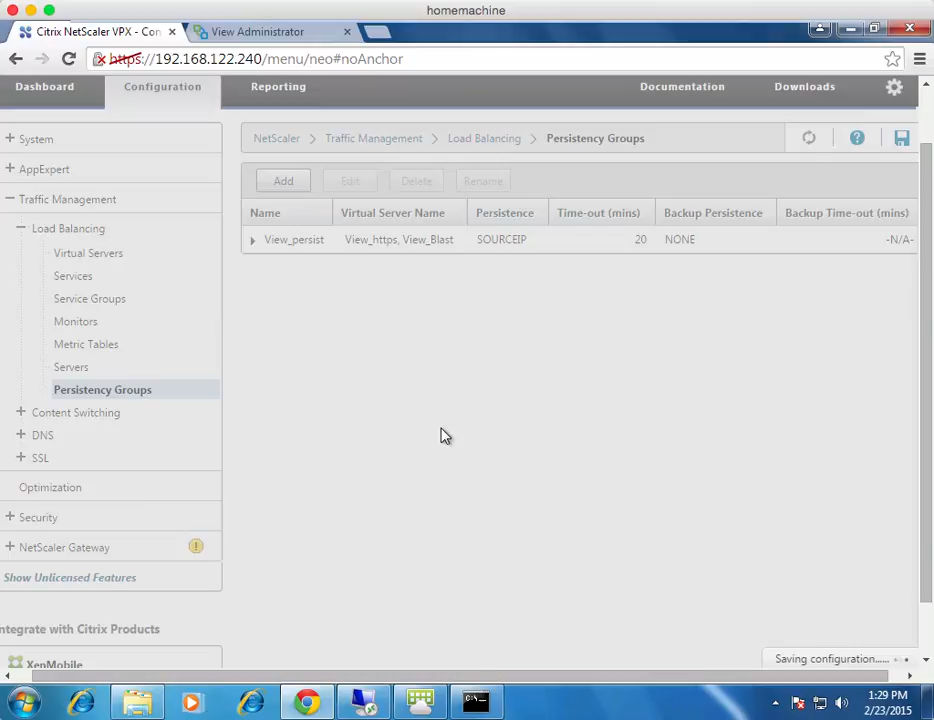 homemachine
Citrix NetScaler VPX - Con
View Administrator
https://192.168.122.240/menu/neo#noAnchor
Dashboard
Configuration
Reporting
Documentation
Downloads
System
AppExpert
Traffic Management
Load Balancing
Virtual Servers
Services
Service Groups
Monitors
Metric Tables
Servers
Persistency Groups
Content Switching
DNS
SSL
Optimization
Security
NetScaler Gateway
Show Unlicensed Features
ntegrate with Citrix Products
XenMobile
NetScaler > Traffic Management > Load Balancing > Persistency Groups
Add Edit Delete Rename
Name Virtual Server Name Persistence Time-out (mins) Backup Persistence Backup Time-out (mins)
View_persist View_https, View_Blast SOURCEIP 20 NONE -N/A-
Saving configuration......
1:29 PM
2/23/2015